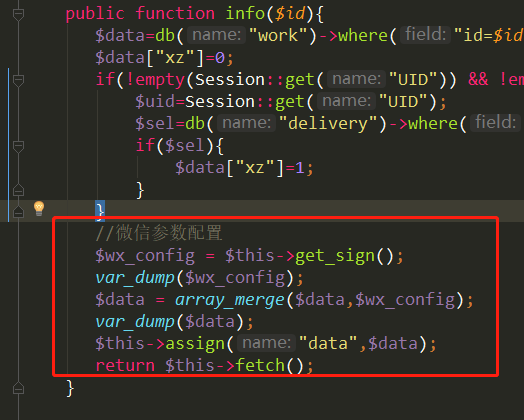 public function info($id){
$data=db( name: "work")->where( field: "id=$id
$data["xz"]=0;
if(!empty(Session::get( name: "UID")) && !em
$uid=Session::get( name: "UID");
$sel=db( name: "delivery")->where( field:
if($sel){
$data["xz"]=1;
}
}
//微信参数配置
$wx_config = $this->get_sign();
var_dump($wx_config);
$data = array_merge($data,$wx_config);
var_dump($data);
$this->assign( name: "data",$data);
return $this->fetch();
}